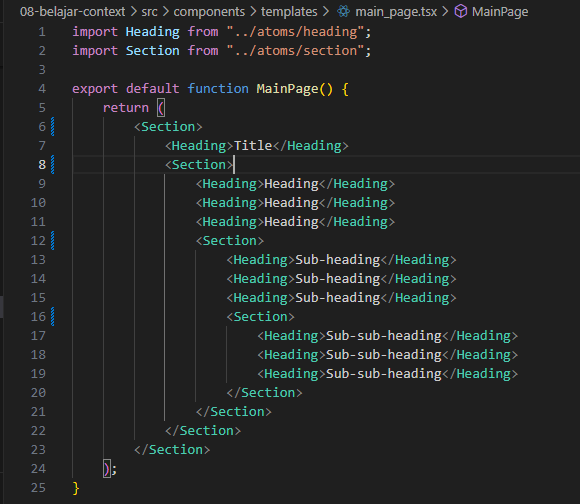 08-belajar-context > src > components > templates > main_page.tsx > MainPage
1 import Heading from "../atoms/heading";
2 import Section from "../atoms/section";
3
4 export default function MainPage() {
5     return (
6         <Section>
7             <Heading>Title</Heading>
8             <Section>
9                 <Heading>Heading</Heading>
10                 <Heading>Heading</Heading>
11                 <Heading>Heading</Heading>
12                 <Section>
13                     <Heading>Sub-heading</Heading>
14                     <Heading>Sub-heading</Heading>
15                     <Heading>Sub-heading</Heading>
16                     <Section>
17                         <Heading>Sub-sub-heading</Heading>
18                         <Heading>Sub-sub-heading</Heading>
19                         <Heading>Sub-sub-heading</Heading>
20                     </Section>
21                 </Section>
22             </Section>
23         </Section>
24     );
25 }